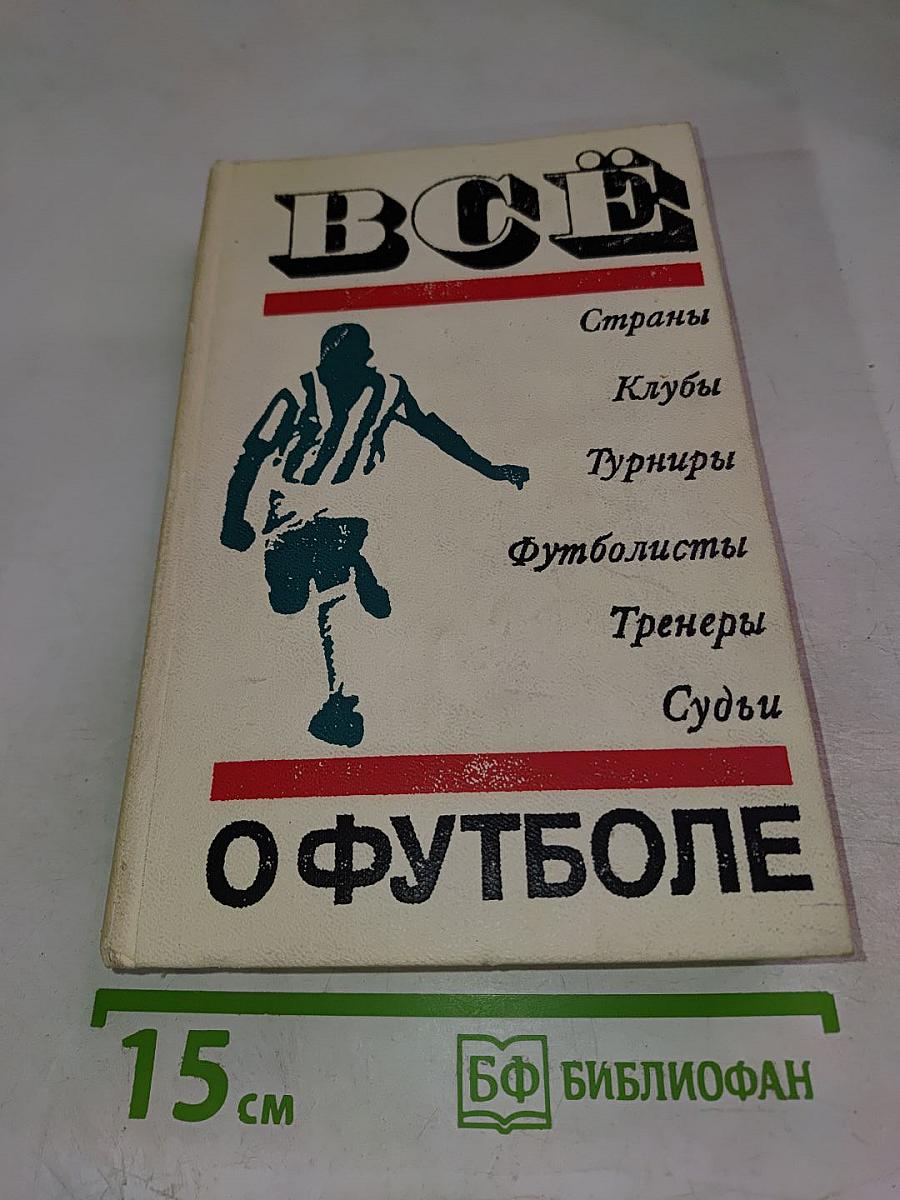 ВСЁ
Страны
Клубы
Турниры
Футболисты
Тренеры
Судьи
О ФУТБОЛЕ
15 см
БФ БИБЛИОФАН